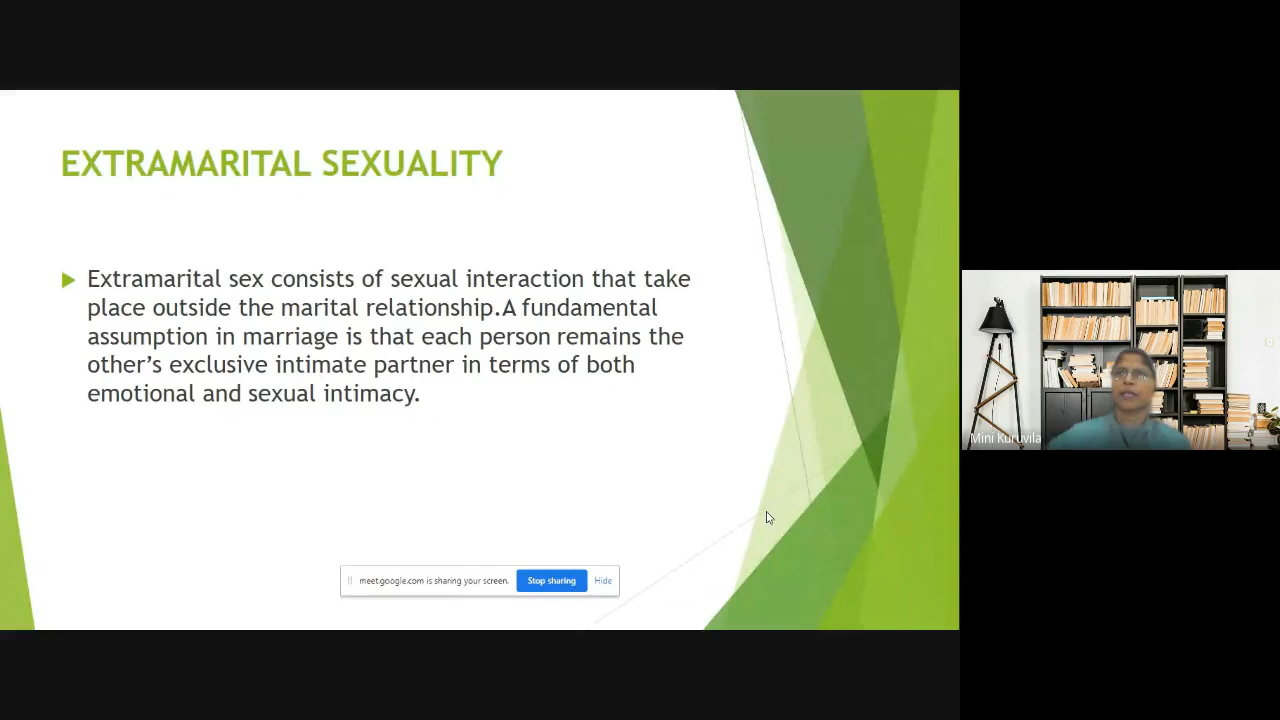 EXTRAMARITAL SEXUALITY
Extramarital sex consists of sexual interaction that take
place outside the marital relationship.A fundamental
assumption in marriage is that each person remains the
other’s exclusive intimate partner in terms of both
emotional and sexual intimacy.
Mini Kuruvila
meet.google.com is sharing your screen. Stop sharing Hide